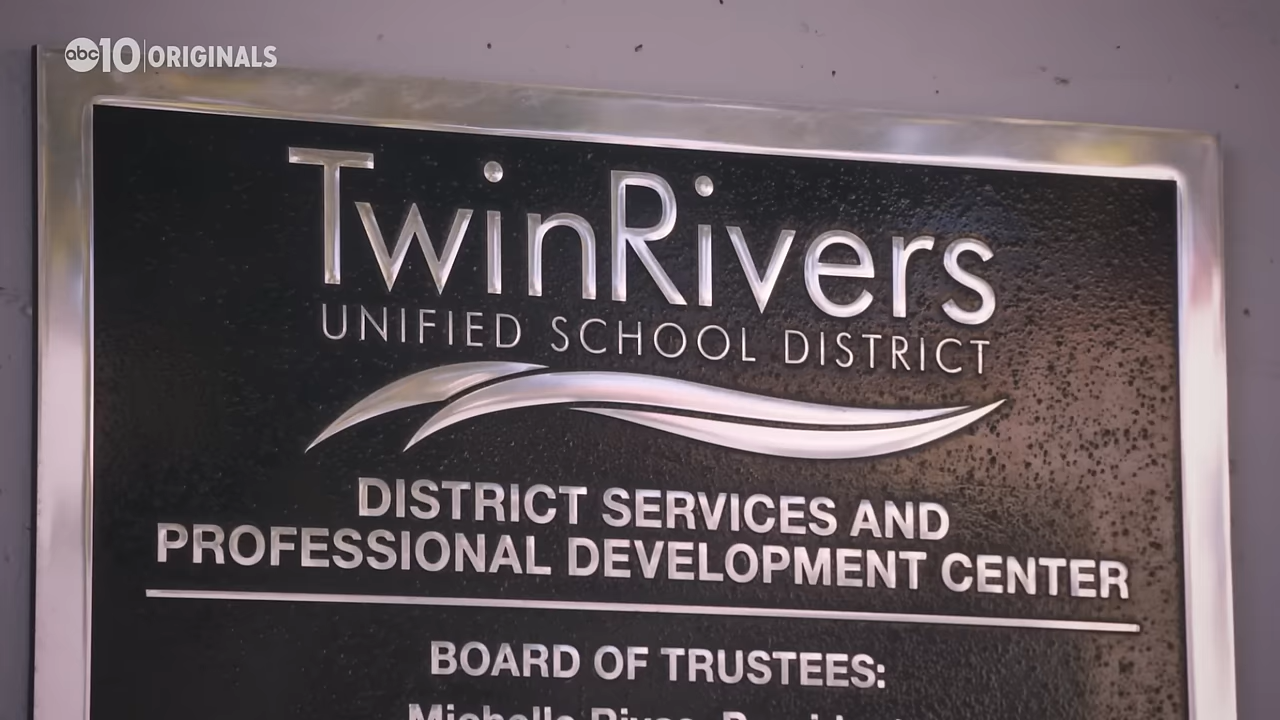 abc10 ORIGINALS
TwinRivers
UNIFIED SCHOOL DISTRICT
DISTRICT SERVICES AND
PROFESSIONAL DEVELOPMENT CENTER
BOARD OF TRUSTEES: